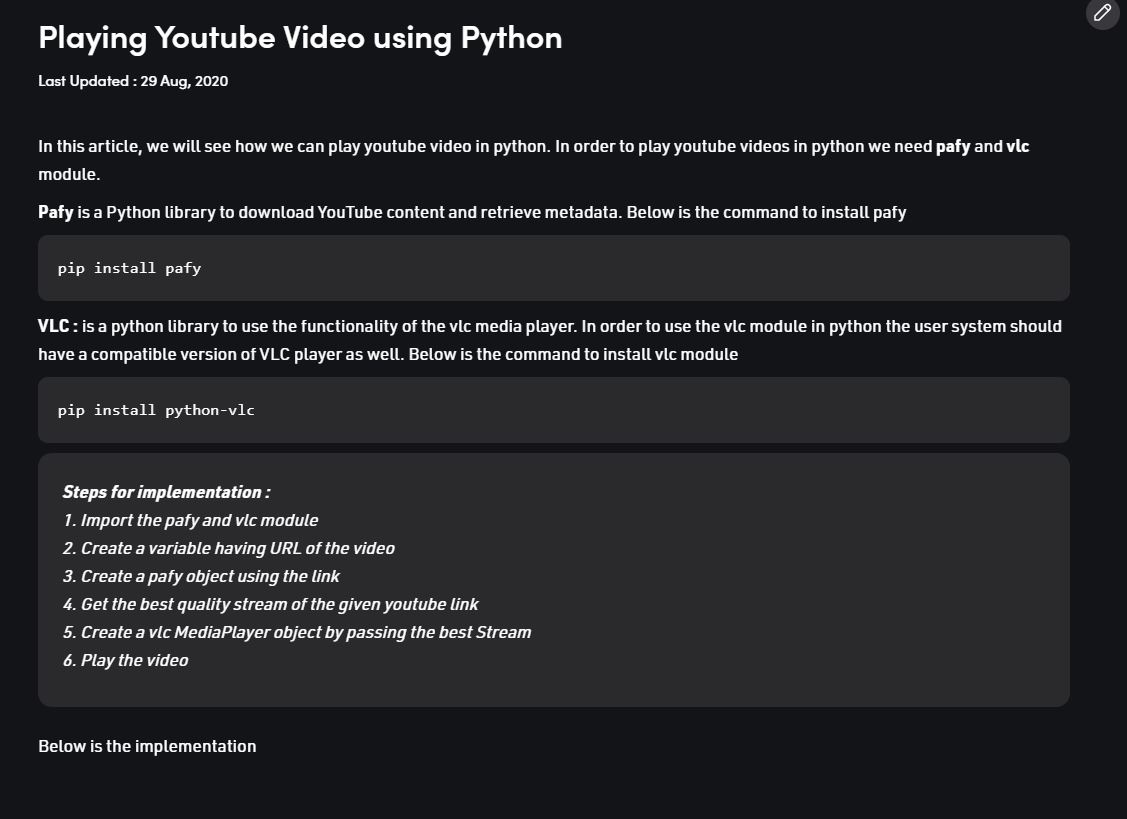 Playing Youtube Video using Python
Last Updated : 29 Aug, 2020
In this article, we will see how we can play youtube video in python. In order to play youtube videos in python we need pafy and vlc
module.
Pafy is a Python library to download YouTube content and retrieve metadata. Below is the command to install pafy
pip install pafy
VLC : is a python library to use the functionality of the vlc media player. In order to use the vlc module in python the user system should
have a compatible version of VLC player as well. Below is the command to install vlc module
pip install python-vlc
Steps for implementation :
1. Import the pafy and vlc module
2. Create a variable having URL of the video
3. Create a pafy object using the link
4. Get the best quality stream of the given youtube link
5. Create a vlc MediaPlayer object by passing the best Stream
6. Play the video
Below is the implementation